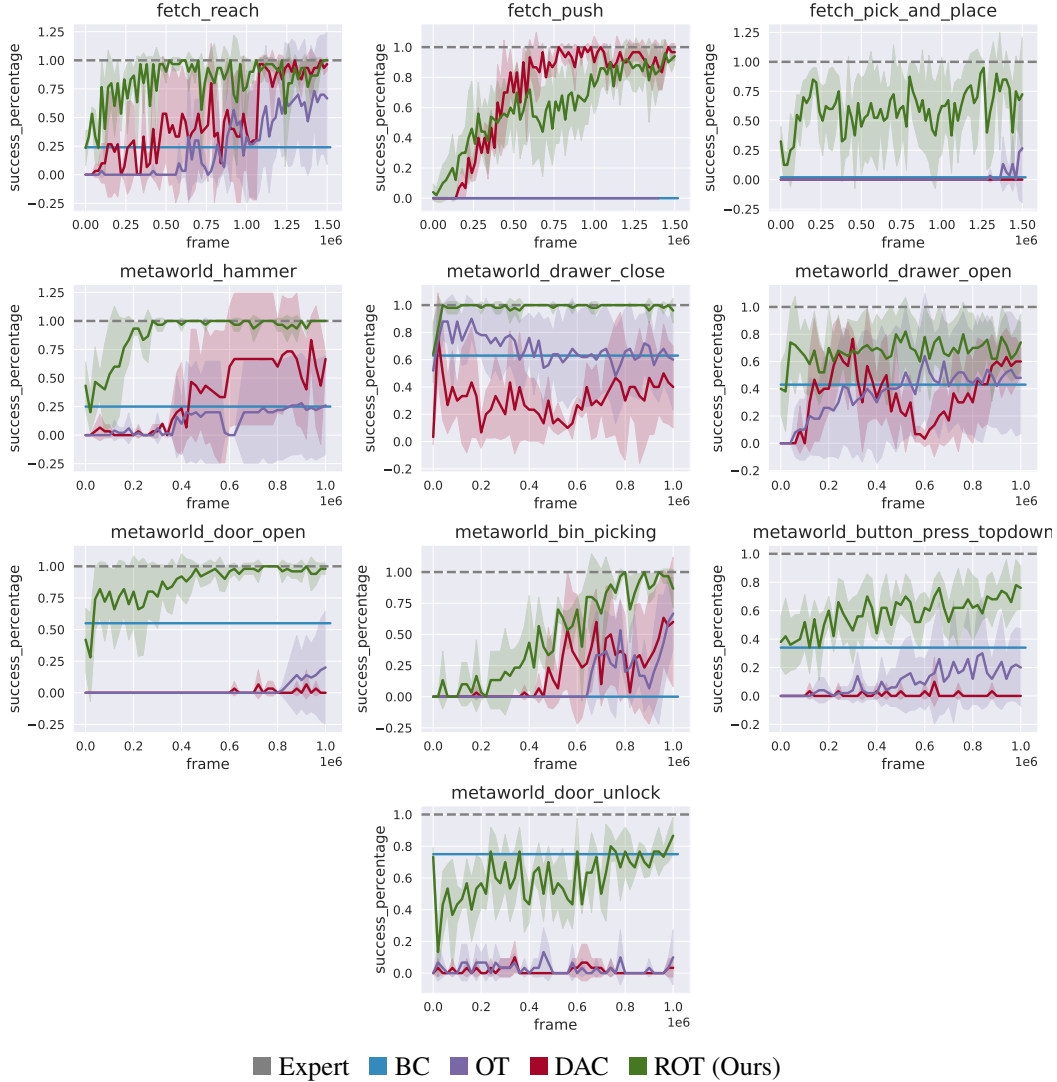 fetch_reach
fetch_push
fetch_pick_and_place
success_percentage
1.25
1.00
0.75
0.50
0.25
0.00
−0.25
0.00 0.25 0.50 0.75 1.00 1.25 1.50
frame
1e6
success_percentage
1.0
0.8
0.6
0.4
0.2
0.0
0.00 0.25 0.50 0.75 1.00 1.25 1.50
frame
1e6
success_percentage
1.25
1.00
0.75
0.50
0.25
0.00
−0.25
0.00 0.25 0.50 0.75 1.00 1.25 1.50
frame
1e6
metaworld_hammer
metaworld_drawer_close
metaworld_drawer_open
success_percentage
1.25
1.00
0.75
0.50
0.25
0.00
−0.25
0.0 0.2 0.4 0.6 0.8 1.0
frame
1e6
success_percentage
1.0
0.8
0.6
0.4
0.2
0.0
−0.2
0.0 0.2 0.4 0.6 0.8 1.0
frame
1e6
success_percentage
1.0
0.8
0.6
0.4
0.2
0.0
−0.2
0.0 0.2 0.4 0.6 0.8 1.0
frame
1e6
metaworld_door_open
metaworld_bin_picking
metaworld_button_press_topdown
success_percentage
1.00
0.75
0.50
0.25
0.00
−0.25
0.0 0.2 0.4 0.6 0.8 1.0
frame
1e6
success_percentage
1.00
0.75
0.50
0.25
0.00
−0.25
0.0 0.2 0.4 0.6 0.8 1.0
frame
1e6
success_percentage
1.0
0.8
0.6
0.4
0.2
0.0
−0.2
0.0 0.2 0.4 0.6 0.8 1.0
frame
1e6
metaworld_door_unlock
success_percentage
1.0
0.8
0.6
0.4
0.2
0.0
0.0 0.2 0.4 0.6 0.8 1.0
frame
1e6
Expert BC OT DAC ROT (Ours)